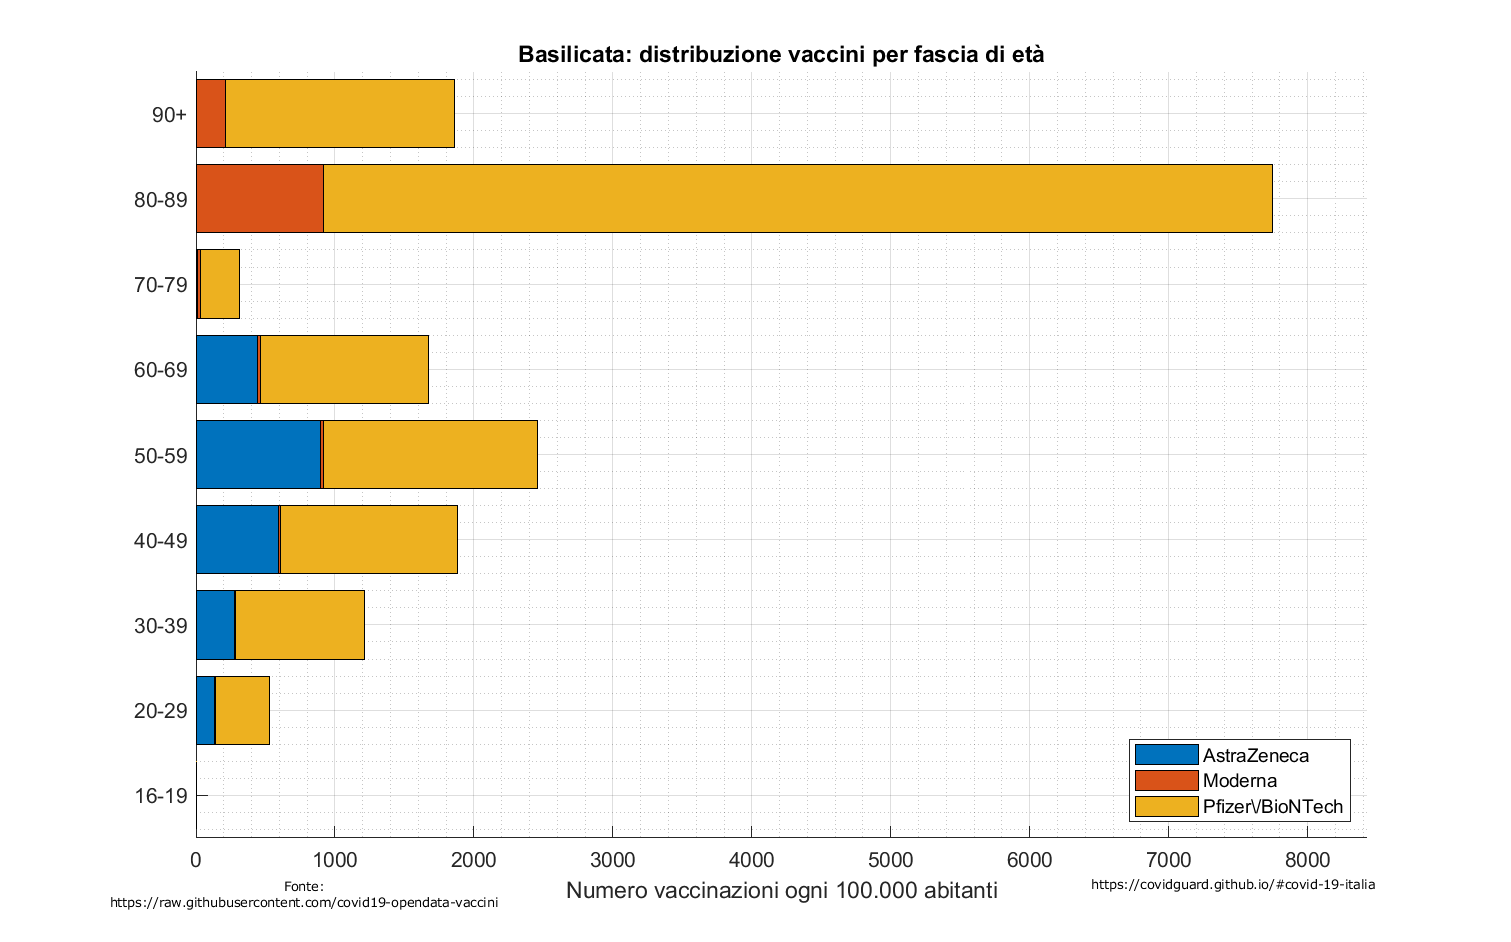 Basilicata: distribuzione vaccini per fascia di età
90+
80-89
70-79
60-69
50-59
40-49
30-39
20-29
16-19
AstraZeneca
Moderna
Pfizer\/BioNTech
0 1000 2000 3000 4000 5000 6000 7000 8000
Numero vaccinazioni ogni 100.000 abitanti
Fonte:
https://raw.githubusercontent.com/covid19-opendata-vaccini
https://covidguard.github.io/#covid-19-italia